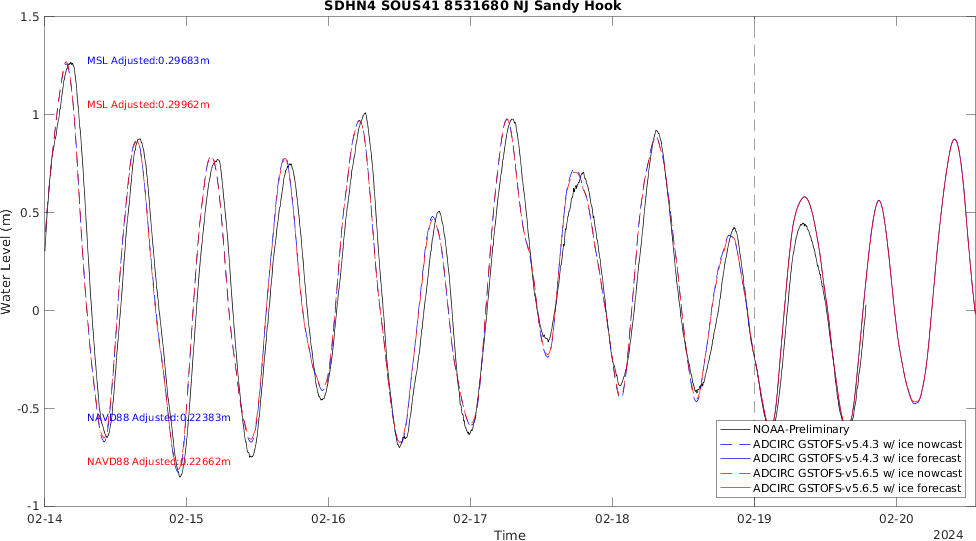 SDHN4 SOUS41 8531680 NJ Sandy Hook
1.5
1
0.5
0
-0.5
-1
Water Level (m)
MSL Adjusted:0.29683m
MSL Adjusted:0.29962m
NAVD88 Adjusted:0.22383m
NAVD88 Adjusted:0.22662m
NOAA-Preliminary
ADCIRC GSTOFS-v5.4.3 w/ ice nowcast
ADCIRC GSTOFS-v5.4.3 w/ ice forecast
ADCIRC GSTOFS-v5.6.5 w/ ice nowcast
ADCIRC GSTOFS-v5.6.5 w/ ice forecast
02-14 02-15 02-16 02-17 02-18 02-19 02-20
Time
2024